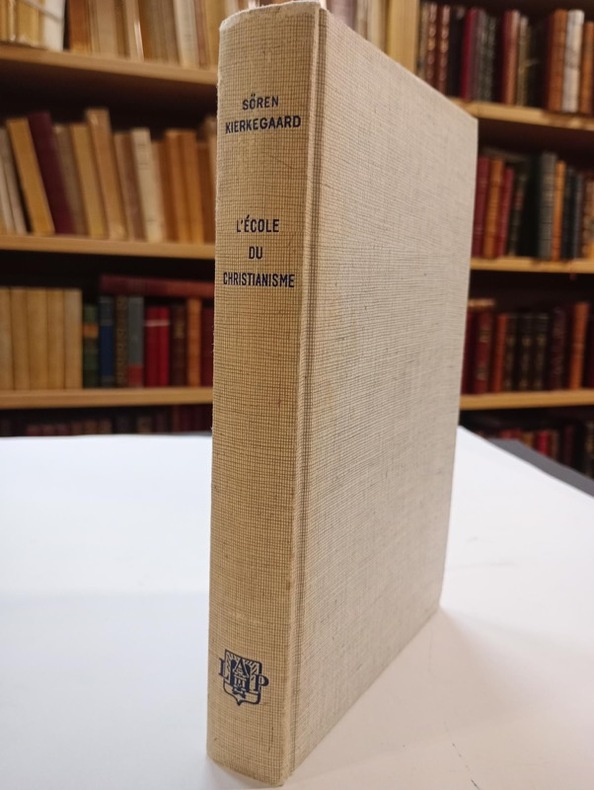 SÖREN
KIERKEGAARD
L'ÉCOLE
DU
CHRISTIANISME